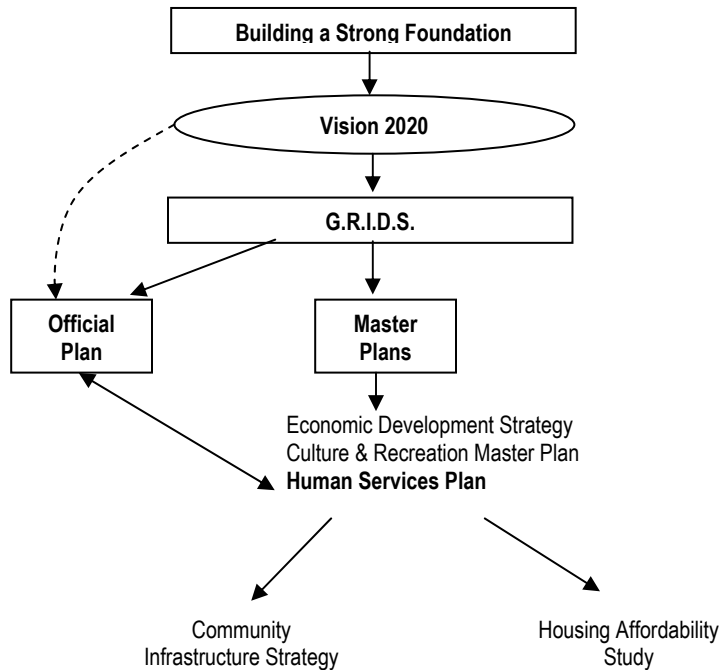 Building a Strong Foundation
Vision 2020
G.R.I.D.S.
Official
Plan
Master
Plans
Economic Development Strategy
Culture & Recreation Master Plan
Human Services Plan
Community
Infrastructure Strategy
Housing Affordability
Study